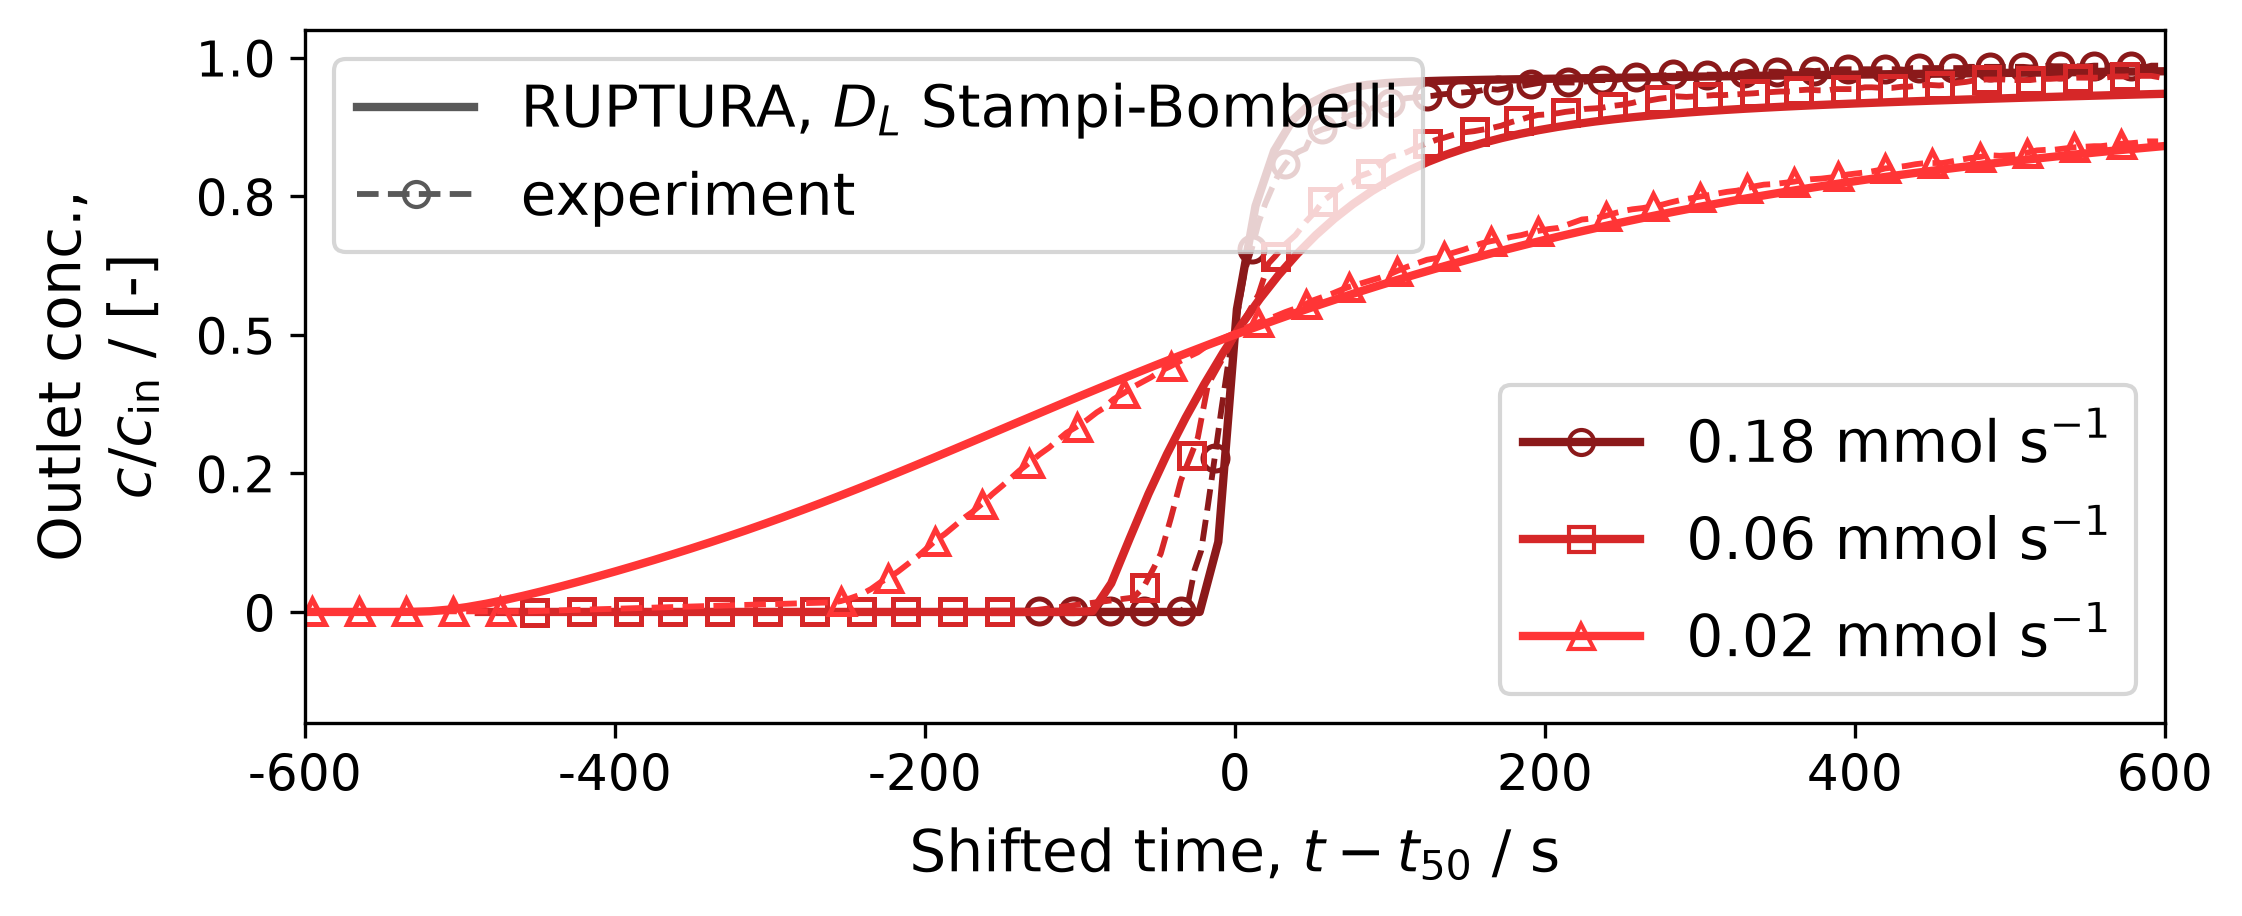 Outlet conc.,
c/c_in / [-]
1.0
0.8
0.5
0.2
0
RUPTURA, D_L Stampi-Bombelli
experiment
0.18 mmol s⁻¹
0.06 mmol s⁻¹
0.02 mmol s⁻¹
-600 -400 -200 0 200 400 600
Shifted time, t − t₅₀ / s